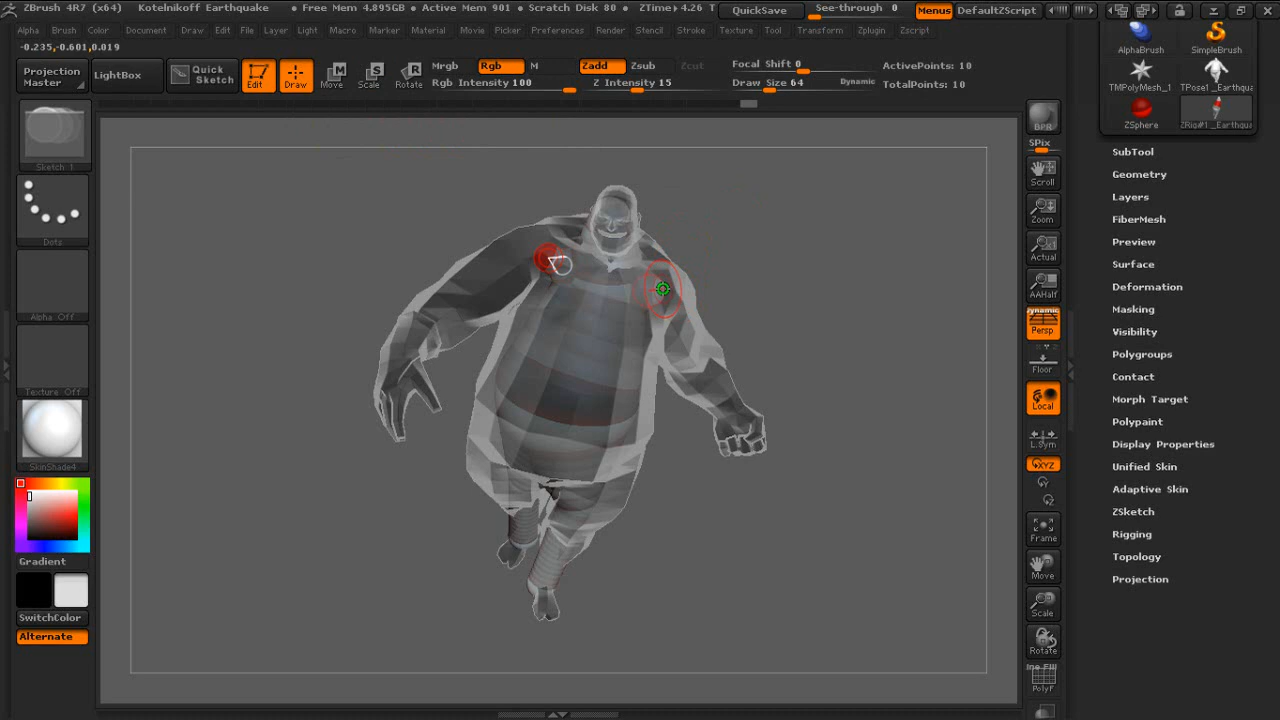 ZBrush 4R7 (x64) Kotelnikoff Earthquake • Free Mem 4.895GB • Active Mem 901 • Scratch Disk 80 • ZTime▸4.26 T QuickSave See-through 0 Menus DefaultZScript
Alpha Brush Color Document Draw Edit File Layer Light Macro Marker Material Movie Picker Preferences Render Stencil Stroke Texture Tool Transform Zplugin Zscript
-0.235,-0.601,0.019
Projection Master
LightBox
Quick Sketch
Edit
Draw
Move
Scale
Rotate
Mrgb Rgb M
Rgb Intensity 100
Zadd Zsub Zcut
Z Intensity 15
Focal Shift 0
Draw Size 64 Dynamic
ActivePoints: 10
TotalPoints: 10
Sketch 1
Dots
Alpha Off
Texture Off
SkinShade4
Gradient
SwitchColor
Alternate
BPR
SPix
Scroll
Zoom
Actual
AAHalf
Dynamic
Persp
Floor
Local
L.Sym
XYZ
Frame
Move
Scale
Rotate
Line Fill
PolyF
AlphaBrush SimpleBrush
TMPolyMesh_1 TPose1_Earthqua
ZSphere ZRig#1_Earthqua
SubTool
Geometry
Layers
FiberMesh
Preview
Surface
Deformation
Masking
Visibility
Polygroups
Contact
Morph Target
Polypaint
Display Properties
Unified Skin
Adaptive Skin
ZSketch
Rigging
Topology
Projection